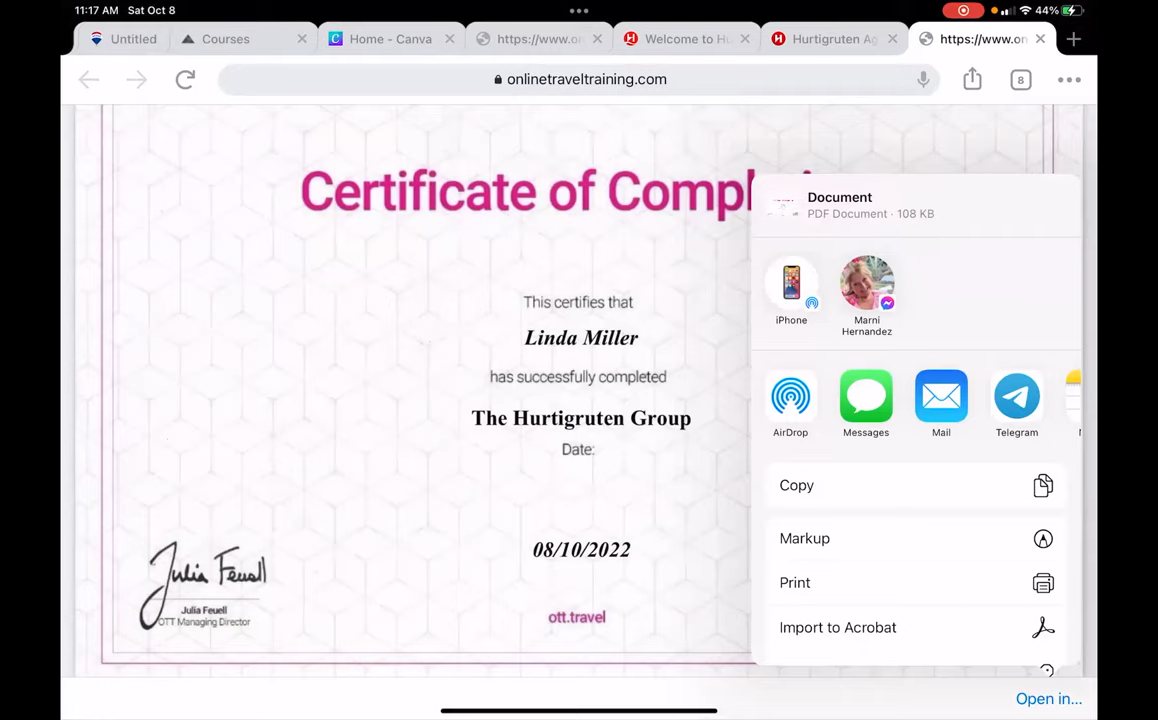 11:17 AM Sat Oct 8
44%
Untitled
Courses
Home - Canva
https://www.on
Welcome to Hu
Hurtigruten Ag
https://www.on
onlinetraveltraining.com
8
Certificate of Compl
This certifies that
Linda Miller
has successfully completed
The Hurtigruten Group
Date:
08/10/2022
Julia Feuell
Julia Feuell
OTT Managing Director
ott.travel
Document
PDF Document · 108 KB
iPhone
Marni
Hernandez
AirDrop
Messages
Mail
Telegram
Copy
Markup
Print
Import to Acrobat
Open in...